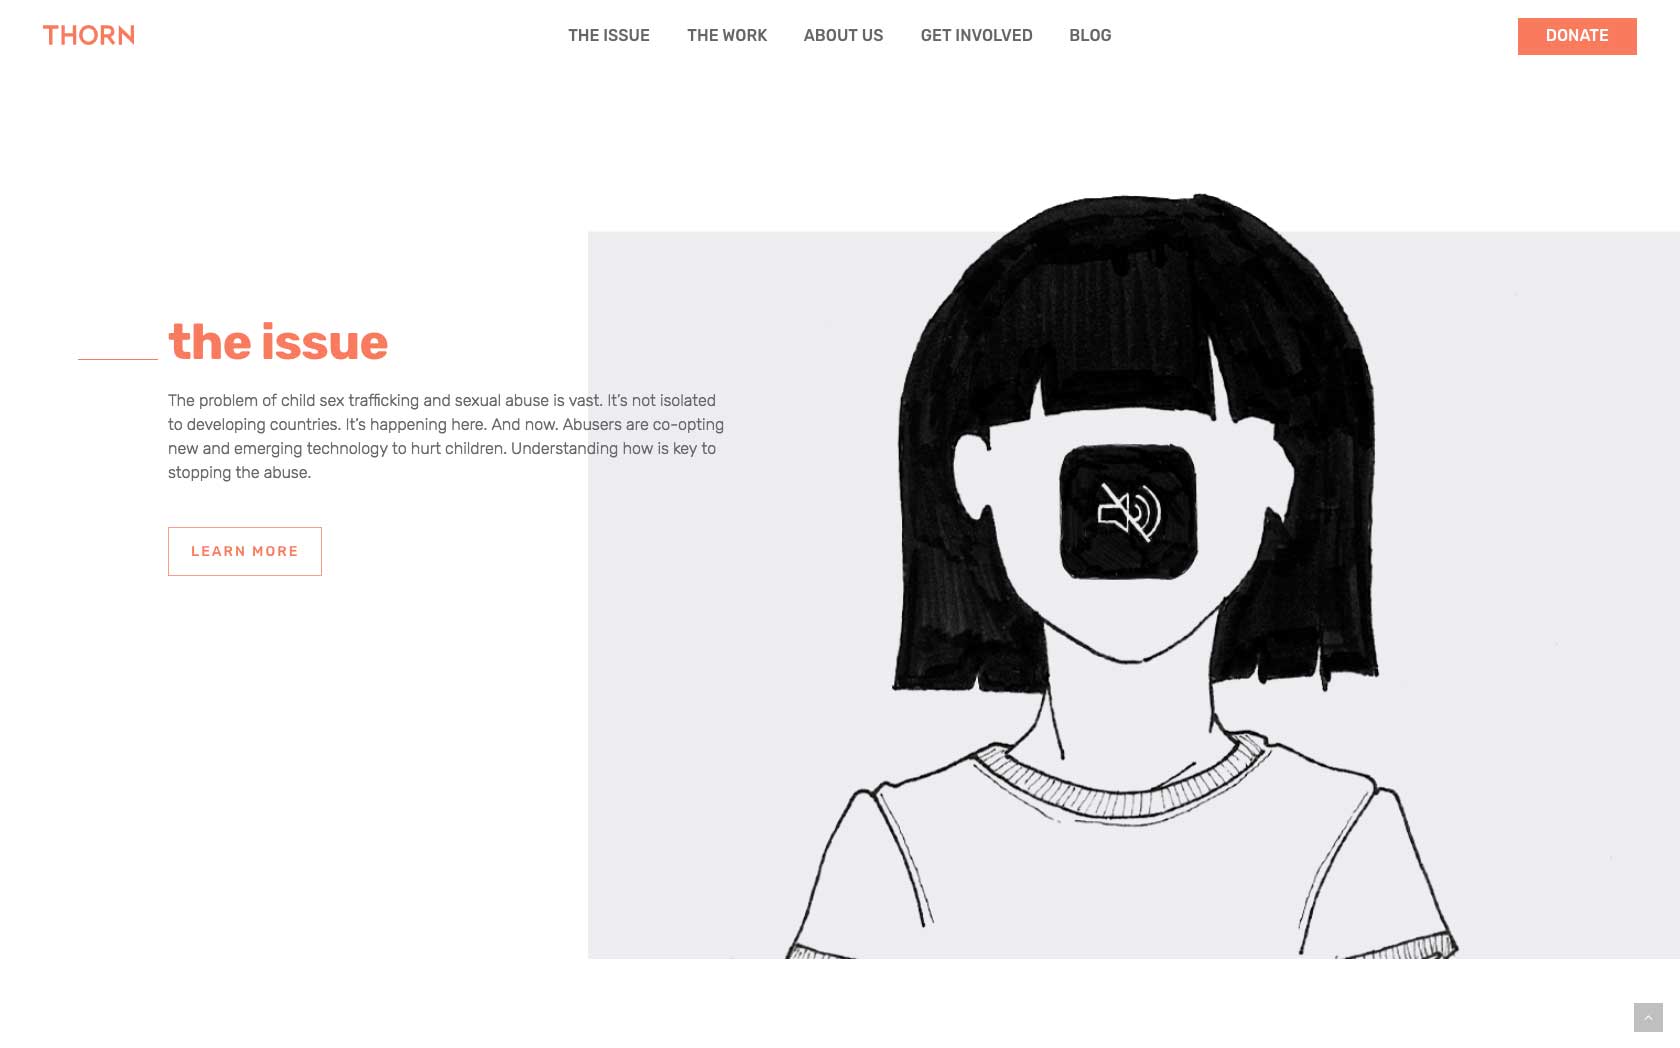 THORN
THE ISSUE
THE WORK
ABOUT US
GET INVOLVED
BLOG
DONATE
the issue
The problem of child sex trafficking and sexual abuse is vast. It's not isolated
to developing countries. It's happening here. And now. Abusers are co-opting
new and emerging technology to hurt children. Understanding how is key to
stopping the abuse.
LEARN MORE